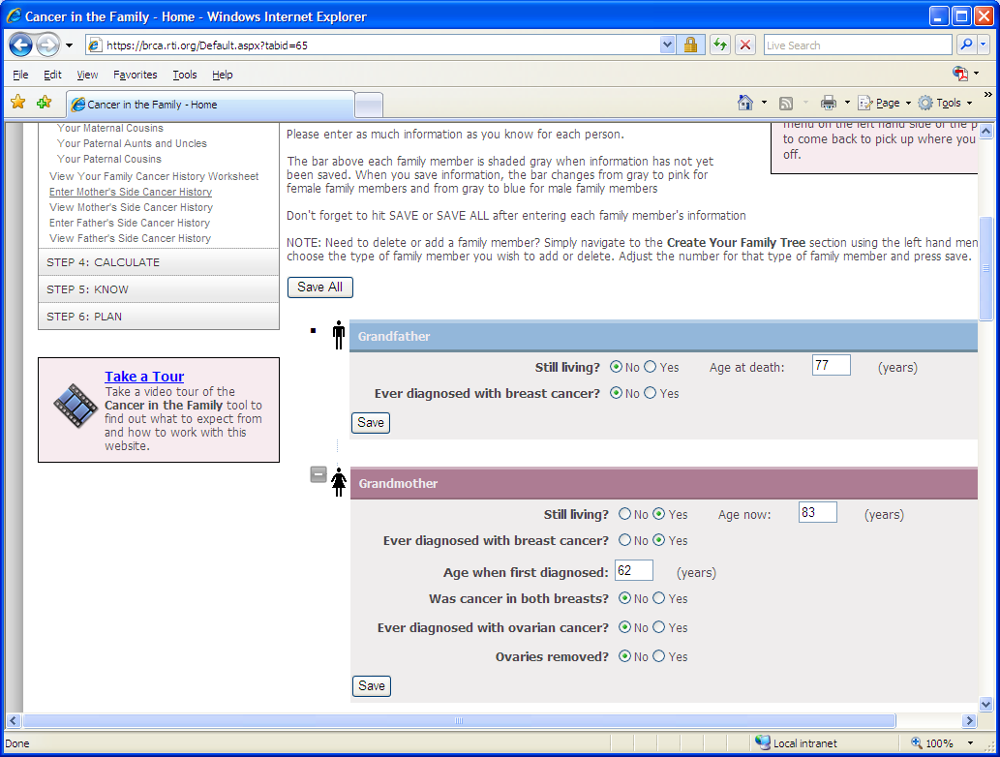 Cancer in the Family - Home - Windows Internet Explorer
https://brca.rti.org/Default.aspx?tabid=65
Live Search
File Edit View Favorites Tools Help
Cancer in the Family - Home
Page Tools »
Your Maternal Cousins
Your Paternal Aunts and Uncles
Your Paternal Cousins
View Your Family Cancer History Worksheet
Enter Mother's Side Cancer History
View Mother's Side Cancer History
Enter Father's Side Cancer History
View Father's Side Cancer History
STEP 4: CALCULATE
STEP 5: KNOW
STEP 6: PLAN
Take a Tour
Take a video tour of the
Cancer in the Family tool to
find out what to expect from
and how to work with this
website.
Please enter as much information as you know for each person.
The bar above each family member is shaded gray when information has not yet
been saved. When you save information, the bar changes from gray to pink for
female family members and from gray to blue for male family members
Don't forget to hit SAVE or SAVE ALL after entering each family member's information
NOTE: Need to delete or add a family member? Simply navigate to the Create Your Family Tree section using the left hand men
choose the type of family member you wish to add or delete. Adjust the number for that type of family member and press save.
menu on the left hand side of the p
to come back to pick up where you
off.
Save All
Grandfather
Still living? No Yes Age at death: 77 (years)
Ever diagnosed with breast cancer? No Yes
Save
Grandmother
Still living? No Yes Age now: 83 (years)
Ever diagnosed with breast cancer? No Yes
Age when first diagnosed: 62 (years)
Was cancer in both breasts? No Yes
Ever diagnosed with ovarian cancer? No Yes
Ovaries removed? No Yes
Save
Done Local intranet 100%